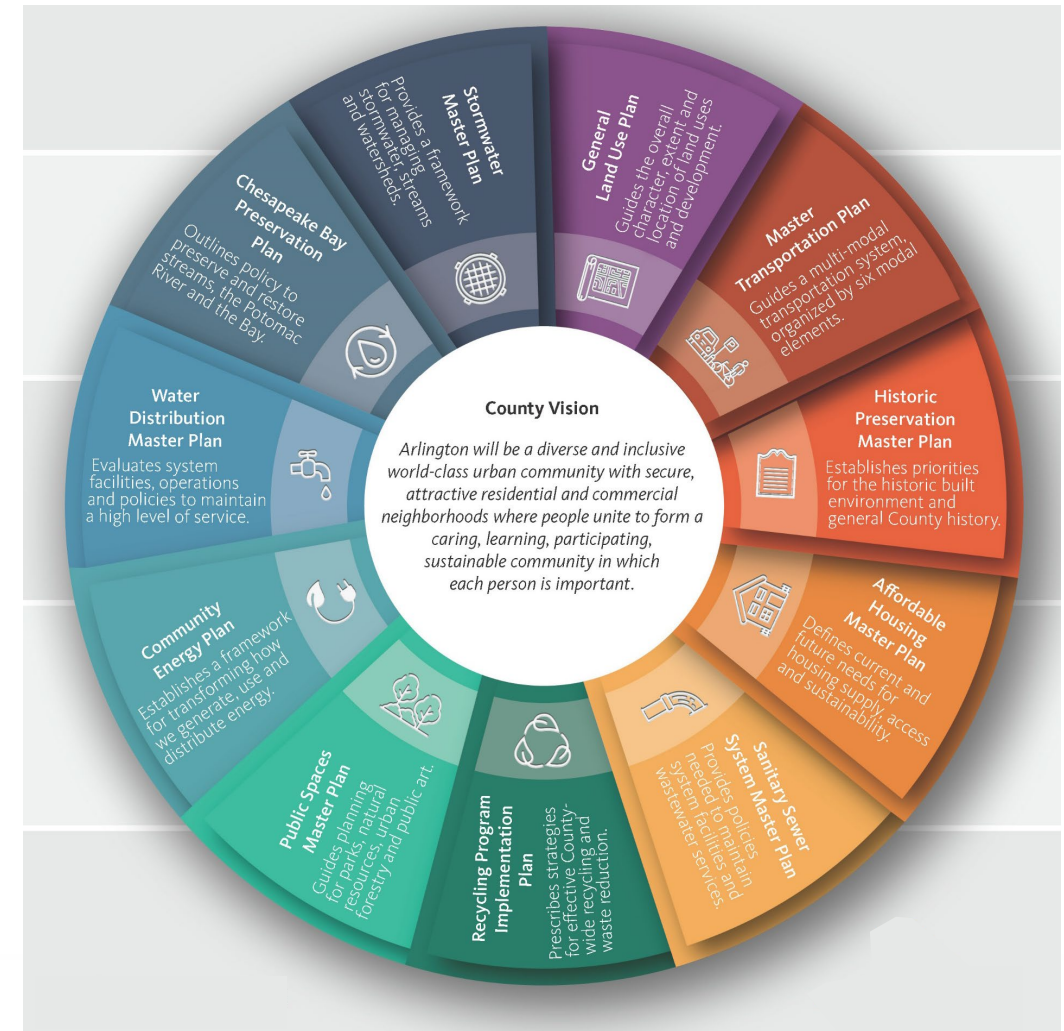 County Vision
Arlington will be a diverse and inclusive
world-class urban community with secure,
attractive residential and commercial
neighborhoods where people unite to form a
caring, learning, participating,
sustainable community in which
each person is important.
General
Land Use Plan
Guides the overall
character, extent and
location of land uses
and development.
Master
Transportation Plan
Guides a multi-modal
transportation system,
organized by six modal
elements.
Historic
Preservation
Master Plan
Establishes priorities
for the historic built
environment and
general County history.
Affordable
Housing
Master Plan
Defines current and
future needs for
housing supply, access
and sustainability.
Sanitary Sewer
System Master Plan
Provides policies
needed to maintain
system facilities and
wastewater services.
Recycling Program
Implementation
Plan
Prescribes strategies
for effective County-
wide recycling and
waste reduction.
Public Spaces
Master Plan
Guides planning
for parks, natural
resources, urban
forestry and public art.
Community
Energy Plan
Establishes a framework
for transforming how
we generate, use and
distribute energy.
Water
Distribution
Master Plan
Evaluates system
facilities, operations
and policies to maintain
a high level of service.
Chesapeake Bay
Preservation
Plan
Outlines policy to
preserve and restore
streams, the Potomac
River and the Bay.
Stormwater
Master Plan
Provides a framework
for managing
stormwater, streams
and watersheds.